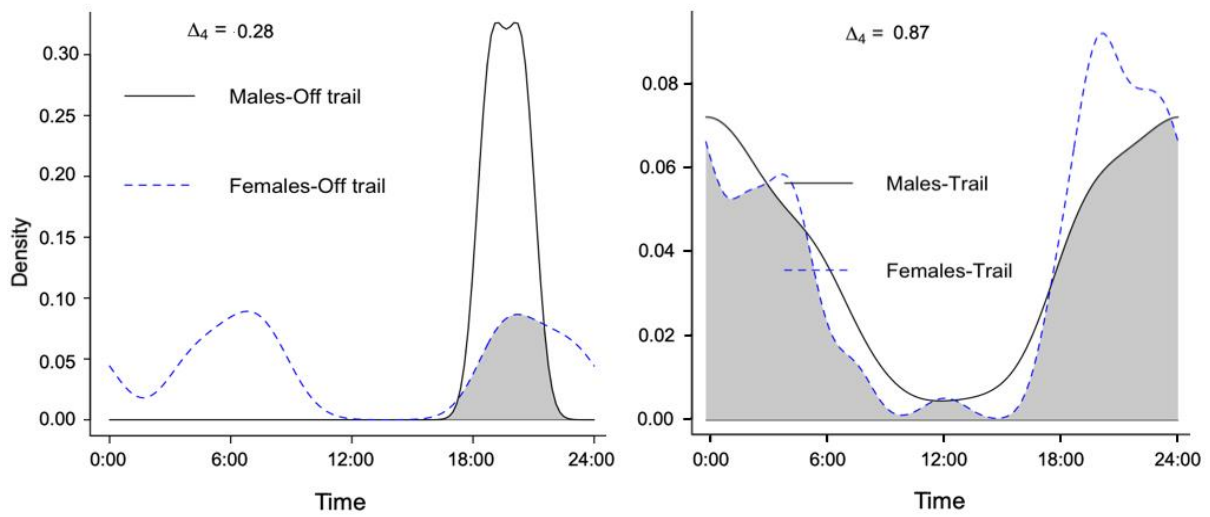 Δ₄ = 0.28
Males-Off trail
Females-Off trail
Density
0.30
0.25
0.20
0.15
0.10
0.05
0.00
0:00 6:00 12:00 18:00 24:00
Time
Δ₄ = 0.87
Males-Trail
Females-Trail
0.08
0.06
0.04
0.02
0.00
0:00 6:00 12:00 18:00 24:00
Time